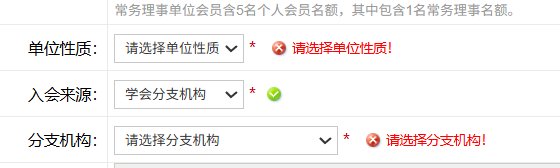 常务理事单位会员含5名个人会员名额，其中包含1名常务理事名额。
单位性质： 请选择单位性质 * 请选择单位性质！
入会来源： 学会分支机构 *
分支机构： 请选择分支机构 * 请选择分支机构！